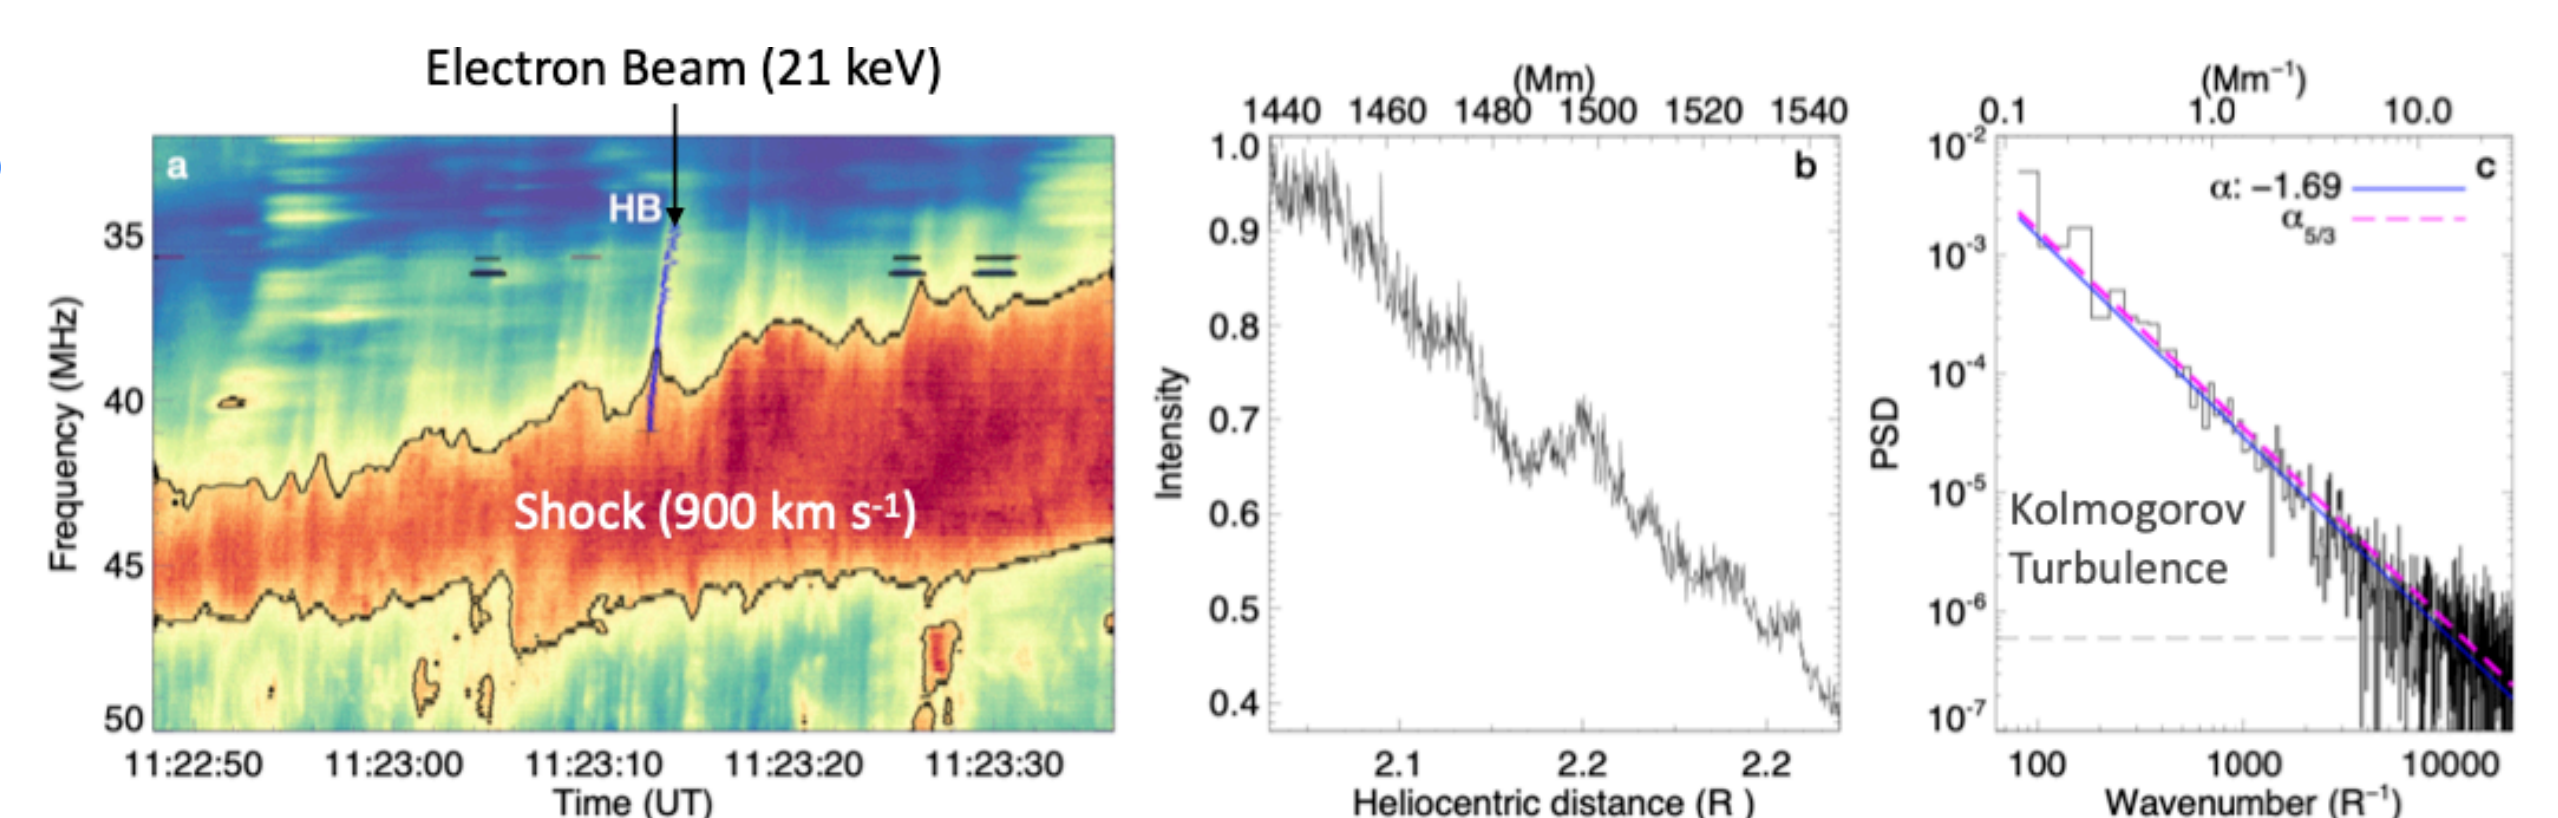 Electron Beam (21 keV)
a
HB
Shock (900 km s-1)
35
40
45
50
Frequency (MHz)
11:22:50 11:23:00 11:23:10 11:23:20 11:23:30
Time (UT)
(Mm)
1440 1460 1480 1500 1520 1540
b
1.0
0.9
0.8
0.7
0.6
0.5
0.4
Intensity
2.1 2.2 2.2
Heliocentric distance (R )
(Mm−1)
0.1 1.0 10.0
c
α: −1.69
α5/3
Kolmogorov
Turbulence
10-2
10-3
10-4
10-5
10-6
10-7
PSD
100 1000 10000
Wavenumber (R−1)